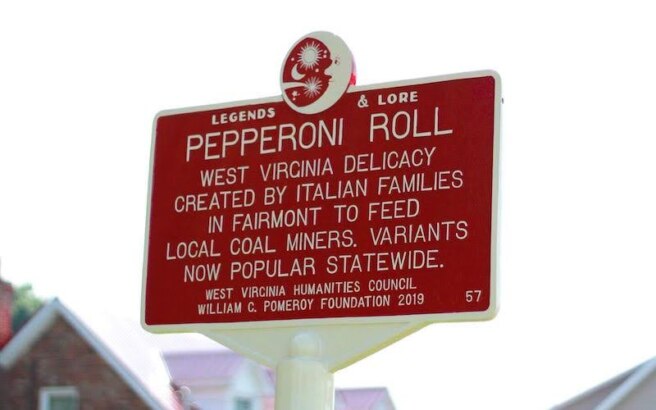 LEGENDS & LORE
PEPPERONI ROLL
WEST VIRGINIA DELICACY
CREATED BY ITALIAN FAMILIES
IN FAIRMONT TO FEED
LOCAL COAL MINERS. VARIANTS
NOW POPULAR STATEWIDE.
WEST VIRGINIA HUMANITIES COUNCIL
WILLIAM C. POMEROY FOUNDATION 2019
57